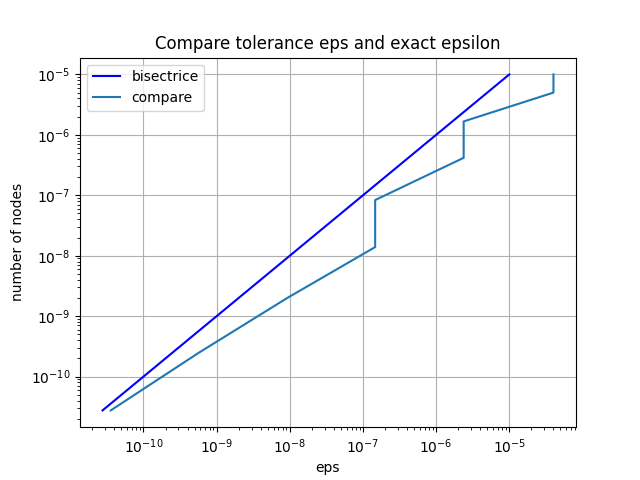 Compare tolerance eps and exact epsilon
bisectrice
compare
number of nodes
10⁻⁵
10⁻⁶
10⁻⁷
10⁻⁸
10⁻⁹
10⁻¹⁰
10⁻¹⁰
10⁻⁹
10⁻⁸
10⁻⁷
10⁻⁶
10⁻⁵
eps